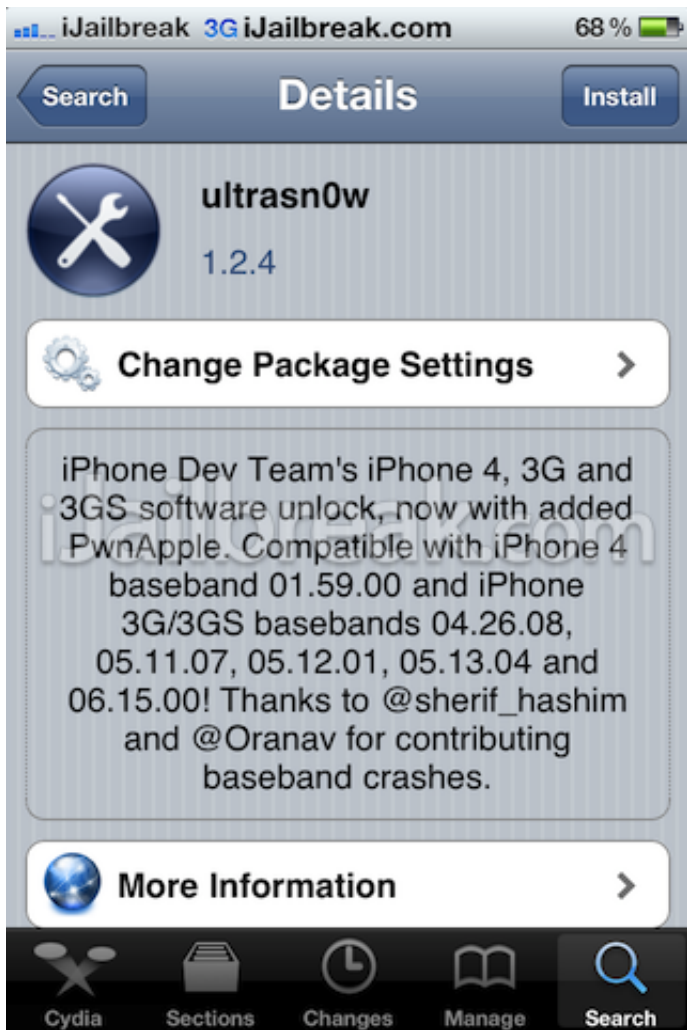 iJailbreak 3G iJailbreak.com 68 %
Search Details Install
ultrasn0w
1.2.4
Change Package Settings
iPhone Dev Team's iPhone 4, 3G and
3GS software unlock, now with added
PwnApple. Compatible with iPhone 4
baseband 01.59.00 and iPhone
3G/3GS basebands 04.26.08,
05.11.07, 05.12.01, 05.13.04 and
06.15.00! Thanks to @sherif_hashim
and @Oranav for contributing
baseband crashes.
iJailbreak.com
More Information
Cydia Sections Changes Manage Search